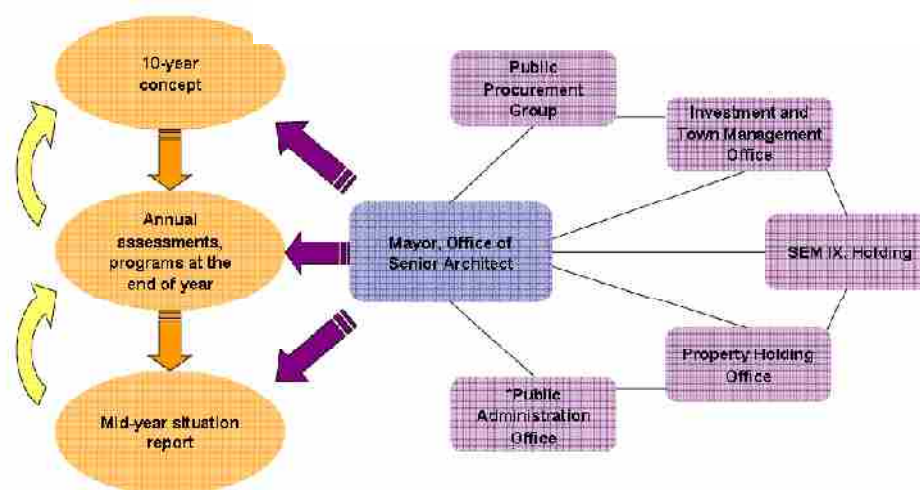 10-year
concept
Annual
assessments,
programs at the
end of year
Mid-year situation
report
Mayor, Office of
Senior Architect
Public
Procurement
Group
Investment and
Town Management
Office
SEM IX. Holding
Property Holding
Office
*Public
Administration
Office